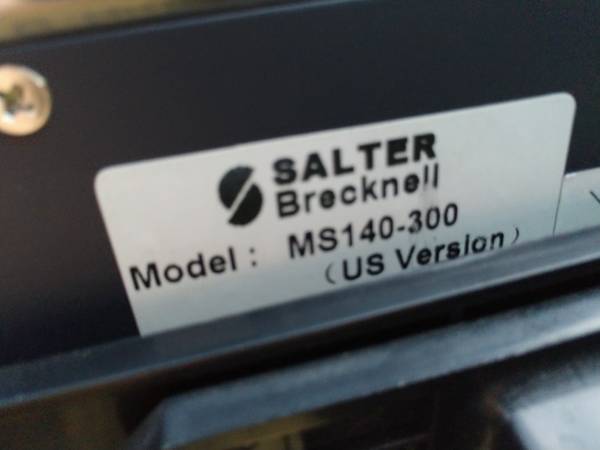 SALTER
Brecknell
Model : MS140-300
(US Version)